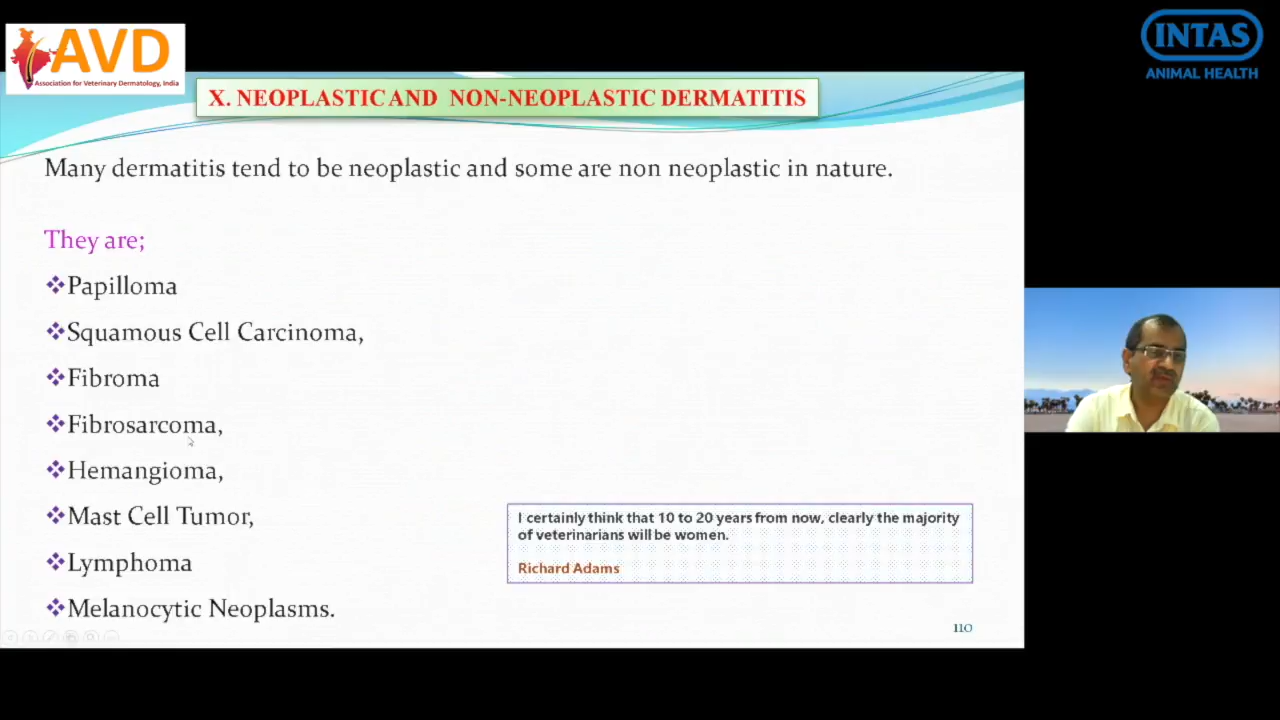 AVD
Association for Veterinary Dermatology, India
INTAS
ANIMAL HEALTH
X. NEOPLASTIC AND NON-NEOPLASTIC DERMATITIS
Many dermatitis tend to be neoplastic and some are non neoplastic in nature.
They are;
❖Papilloma
❖Squamous Cell Carcinoma,
❖Fibroma
❖Fibrosarcoma,
❖Hemangioma,
❖Mast Cell Tumor,
❖Lymphoma
❖Melanocytic Neoplasms.
I certainly think that 10 to 20 years from now, clearly the majority
of veterinarians will be women.
Richard Adams
110